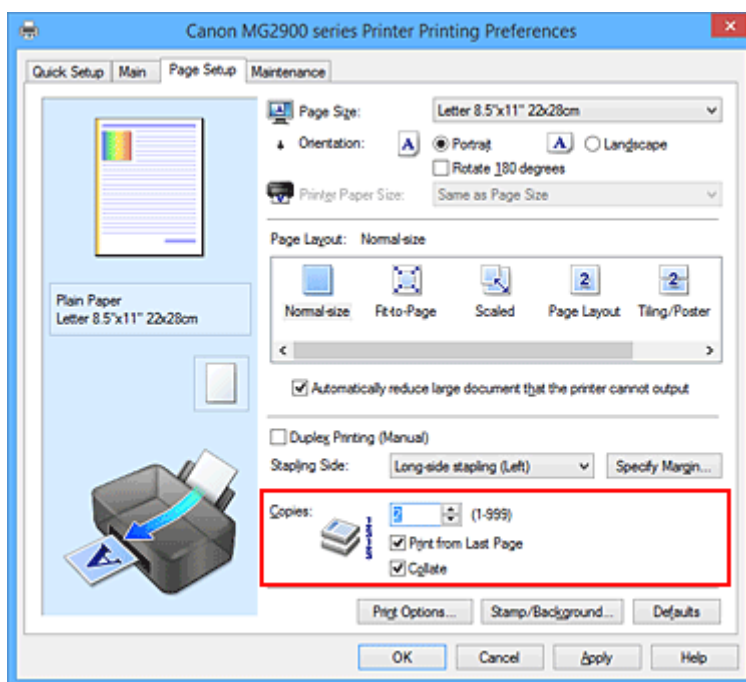 Canon MG2900 series Printer Printing Preferences
Quick Setup Main Page Setup Maintenance
Page Size: Letter 8.5"x11" 22x28cm
Orientation: A Portrait A Landscape
Rotate 180 degrees
Printer Paper Size: Same as Page Size
Page Layout: Normal-size
Normal-size Fit-to-Page Scaled Page Layout Tiling/Poster
Plain Paper
Letter 8.5"x11" 22x28cm
Automatically reduce large document that the printer cannot output
Duplex Printing (Manual)
Stapling Side: Long-side stapling (Left) Specify Margin...
Copies: 2 (1-999)
Print from Last Page
Collate
Print Options... Stamp/Background... Defaults
OK Cancel Apply Help